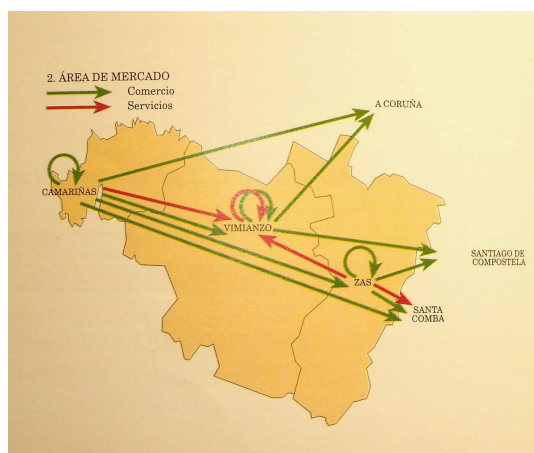 2. ÁREA DE MERCADO
Comercio
Servicios
A CORUÑA
CAMARIÑAS
VIMIANZO
SANTIAGO DE
COMPOSTELA
ZAS
SANTA
COMBA